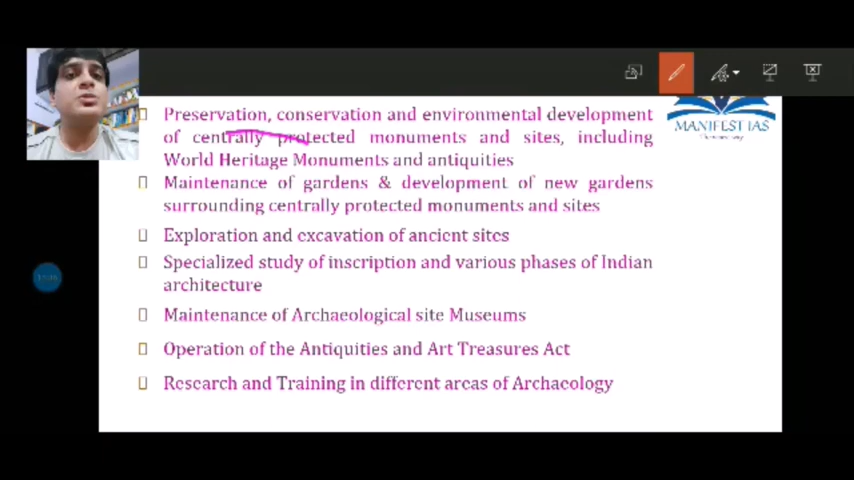 MANIFEST IAS
Preservation, conservation and environmental development
of centrally protected monuments and sites, including
World Heritage Monuments and antiquities
Maintenance of gardens & development of new gardens
surrounding centrally protected monuments and sites
Exploration and excavation of ancient sites
Specialized study of inscription and various phases of Indian
architecture
Maintenance of Archaeological site Museums
Operation of the Antiquities and Art Treasures Act
Research and Training in different areas of Archaeology